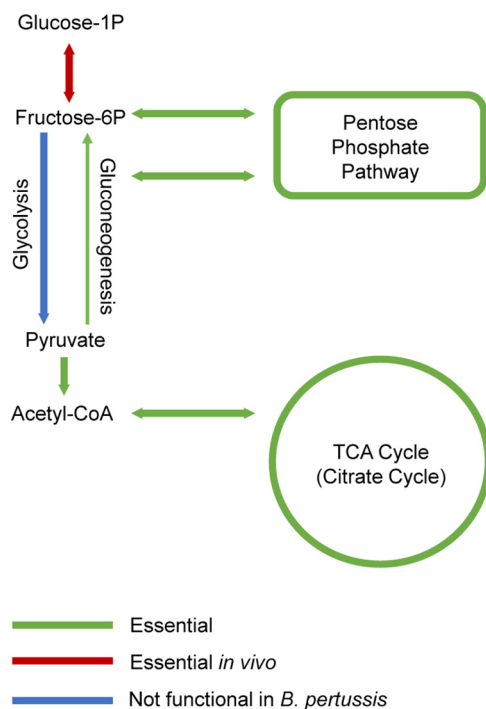 Glucose-1P
Fructose-6P
Pentose
Phosphate
Pathway
Glycolysis
Gluconeogenesis
Pyruvate
Acetyl-CoA
TCA Cycle
(Citrate Cycle)
Essential
Essential in vivo
Not functional in B. pertussis